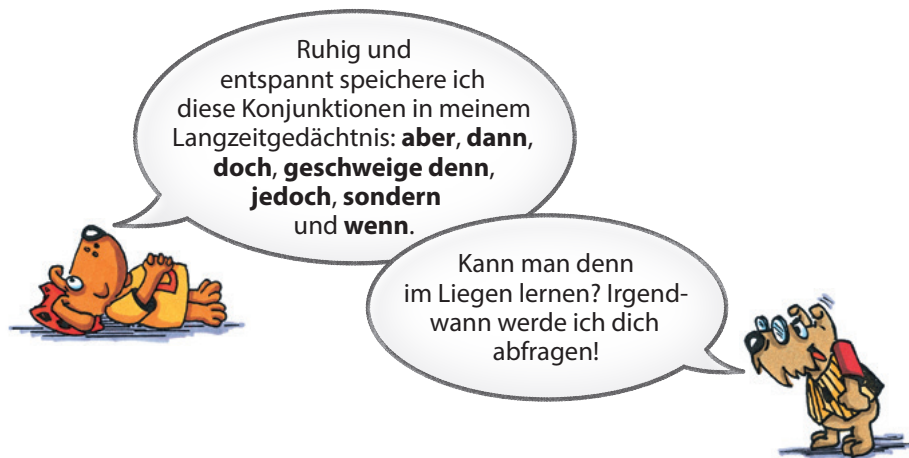 Ruhig und
entspannt speichere ich
diese Konjunktionen in meinem
Langzeitgedächtnis: aber, dann,
doch, geschweige denn,
jedoch, sondern
und wenn.
Kann man denn
im Liegen lernen? Irgend-
wann werde ich dich
abfragen!